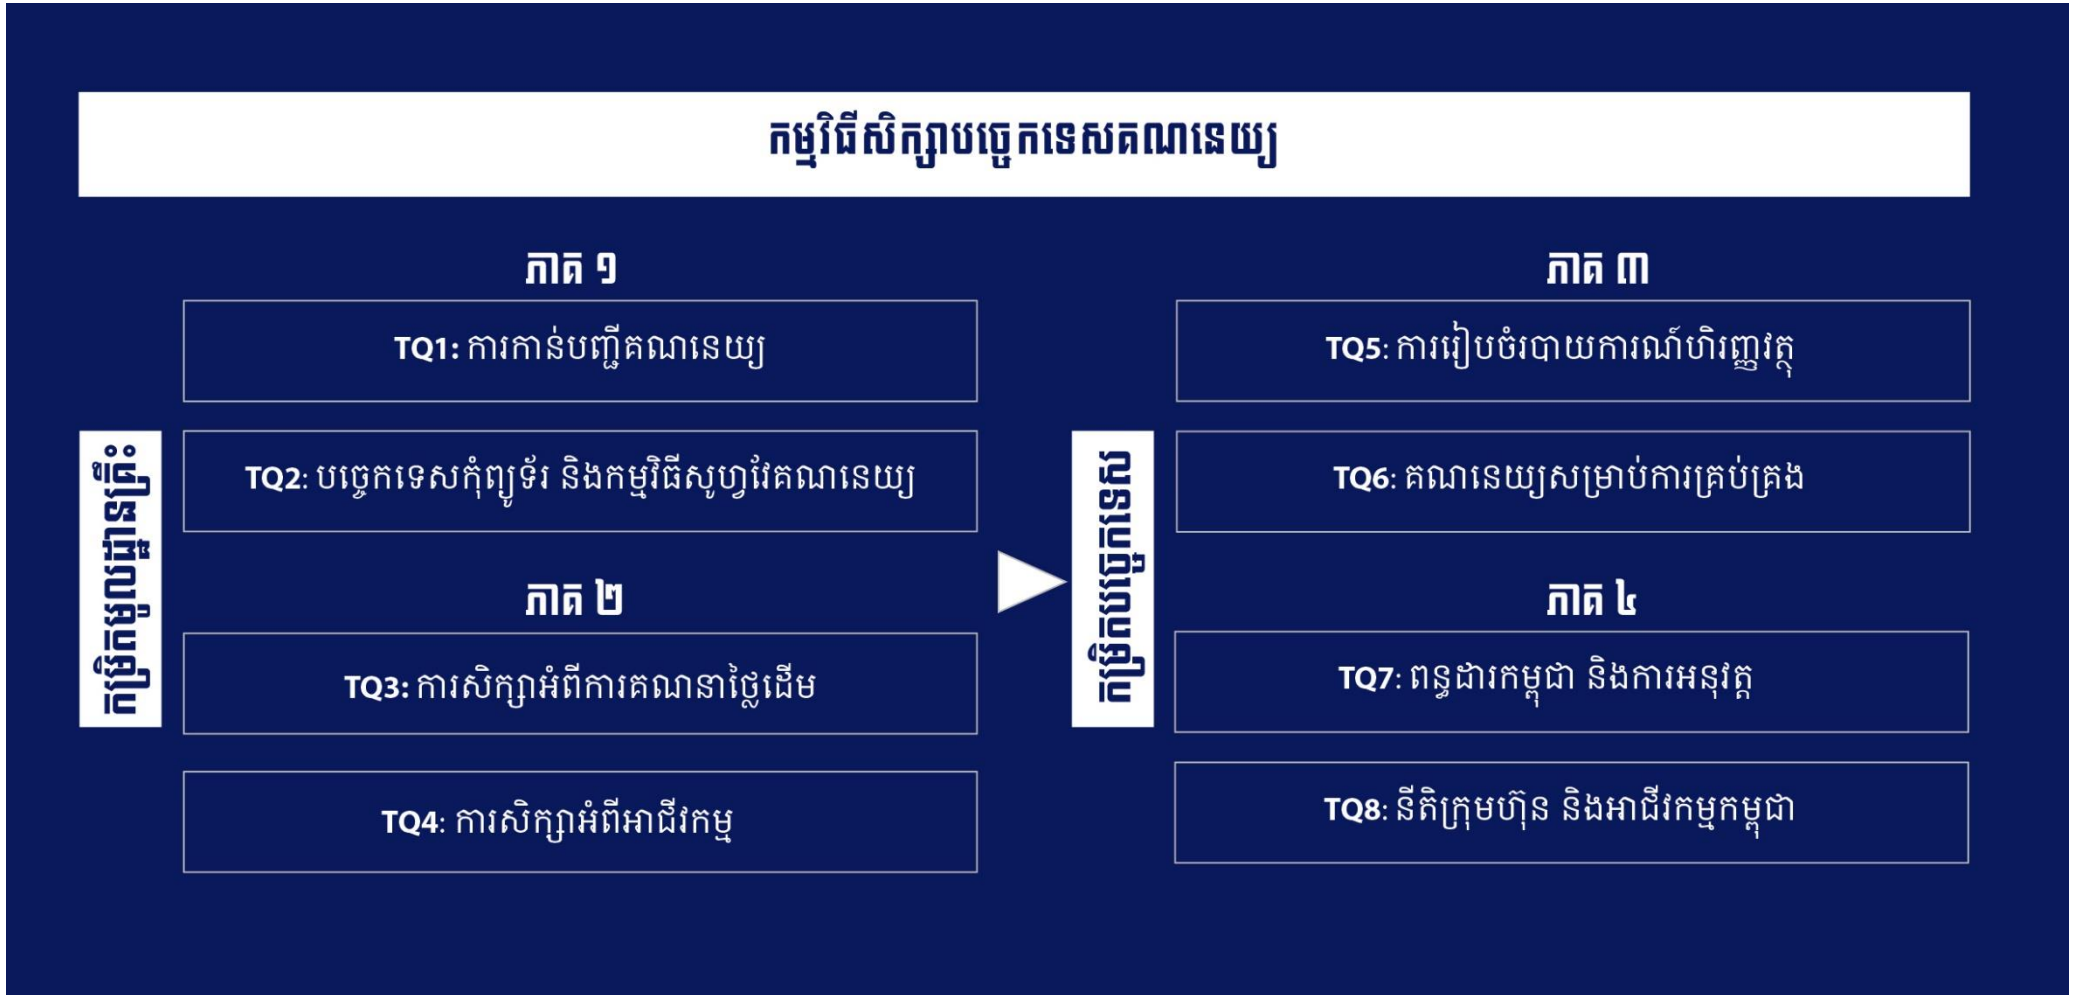 កម្មវិធីសិក្សាបច្ចេកទេសគណនេយ្យ
កម្រិតមូលដ្ឋានគ្រឹះ
ភាគ ១
TQ1: ការកាន់បញ្ជីគណនេយ្យ
TQ2: បច្ចេកទេសកុំព្យូទ័រ និងកម្មវិធីសូហ្វវែគណនេយ្យ
ភាគ ២
TQ3: ការសិក្សាអំពីការគណនាថ្លៃដើម
TQ4: ការសិក្សាអំពីអាជីវកម្ម
កម្រិតបច្ចេកទេស
ភាគ ៣
TQ5: ការរៀបចំរបាយការណ៍ហិរញ្ញវត្ថុ
TQ6: គណនេយ្យសម្រាប់ការគ្រប់គ្រង
ភាគ ៤
TQ7: ពន្ធដារកម្ពុជា និងការអនុវត្ត
TQ8: នីតិក្រុមហ៊ុន និងអាជីវកម្មកម្ពុជា